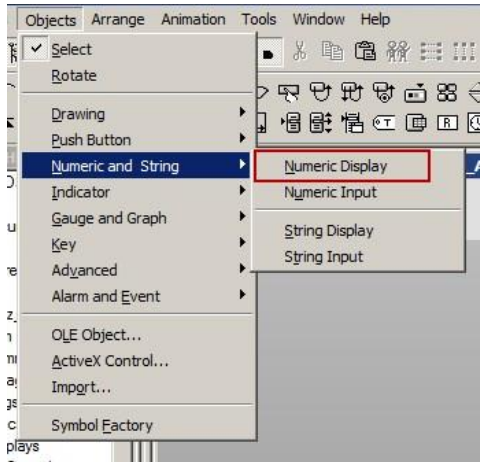 Objects Arrange Animation Tools Window Help
Select
Rotate
Drawing
Push Button
Numeric and String
Indicator
Gauge and Graph
Key
Advanced
Alarm and Event
OLE Object...
ActiveX Control...
Import...
Symbol Factory
Numeric Display
Numeric Input
String Display
String Input
plays